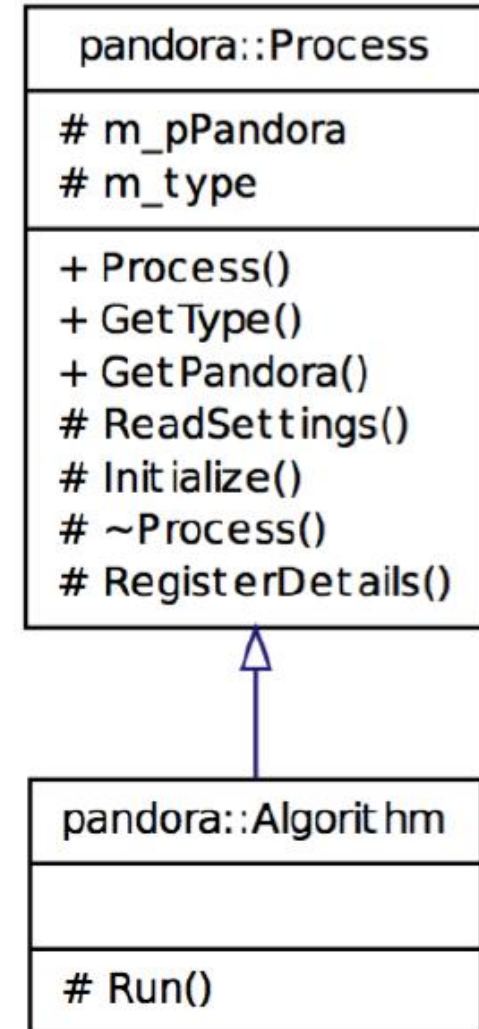 pandora::Process
# m_pPandora
# m_type
+ Process()
+ GetType()
+ GetPandora()
# ReadSettings()
# Initialize()
# ~Process()
# RegisterDetails()
pandora::Algorithm
# Run()